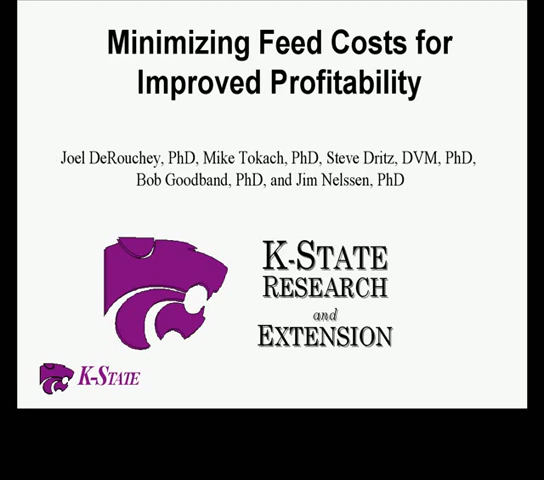 Minimizing Feed Costs for
Improved Profitability
Joel DeRouchey, PhD, Mike Tokach, PhD, Steve Dritz, DVM, PhD,
Bob Goodband, PhD, and Jim Nelssen, PhD
K-STATE
RESEARCH
and
EXTENSION
K-STATE